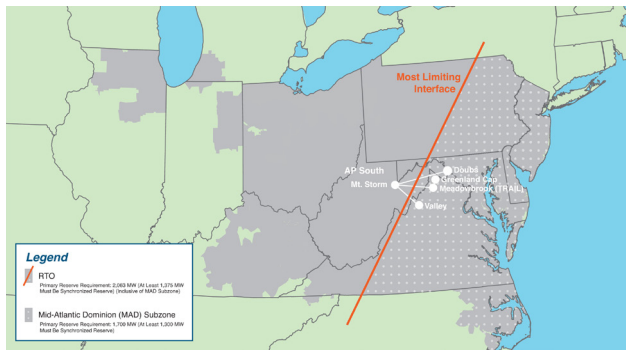 Most Limiting
Interface
AP South
Doubs
Greenland Gap
Mt. Storm
Meadowbrook (TRAIL)
Valley
Legend
RTO
Primary Reserve Requirement: 2,063 MW (At Least 1,375 MW
Must Be Synchronized Reserve) (Inclusive of MAD Subzone)
Mid-Atlantic Dominion (MAD) Subzone
Primary Reserve Requirement: 1,700 MW (At Least 1,300 MW
Must Be Synchronized Reserve)